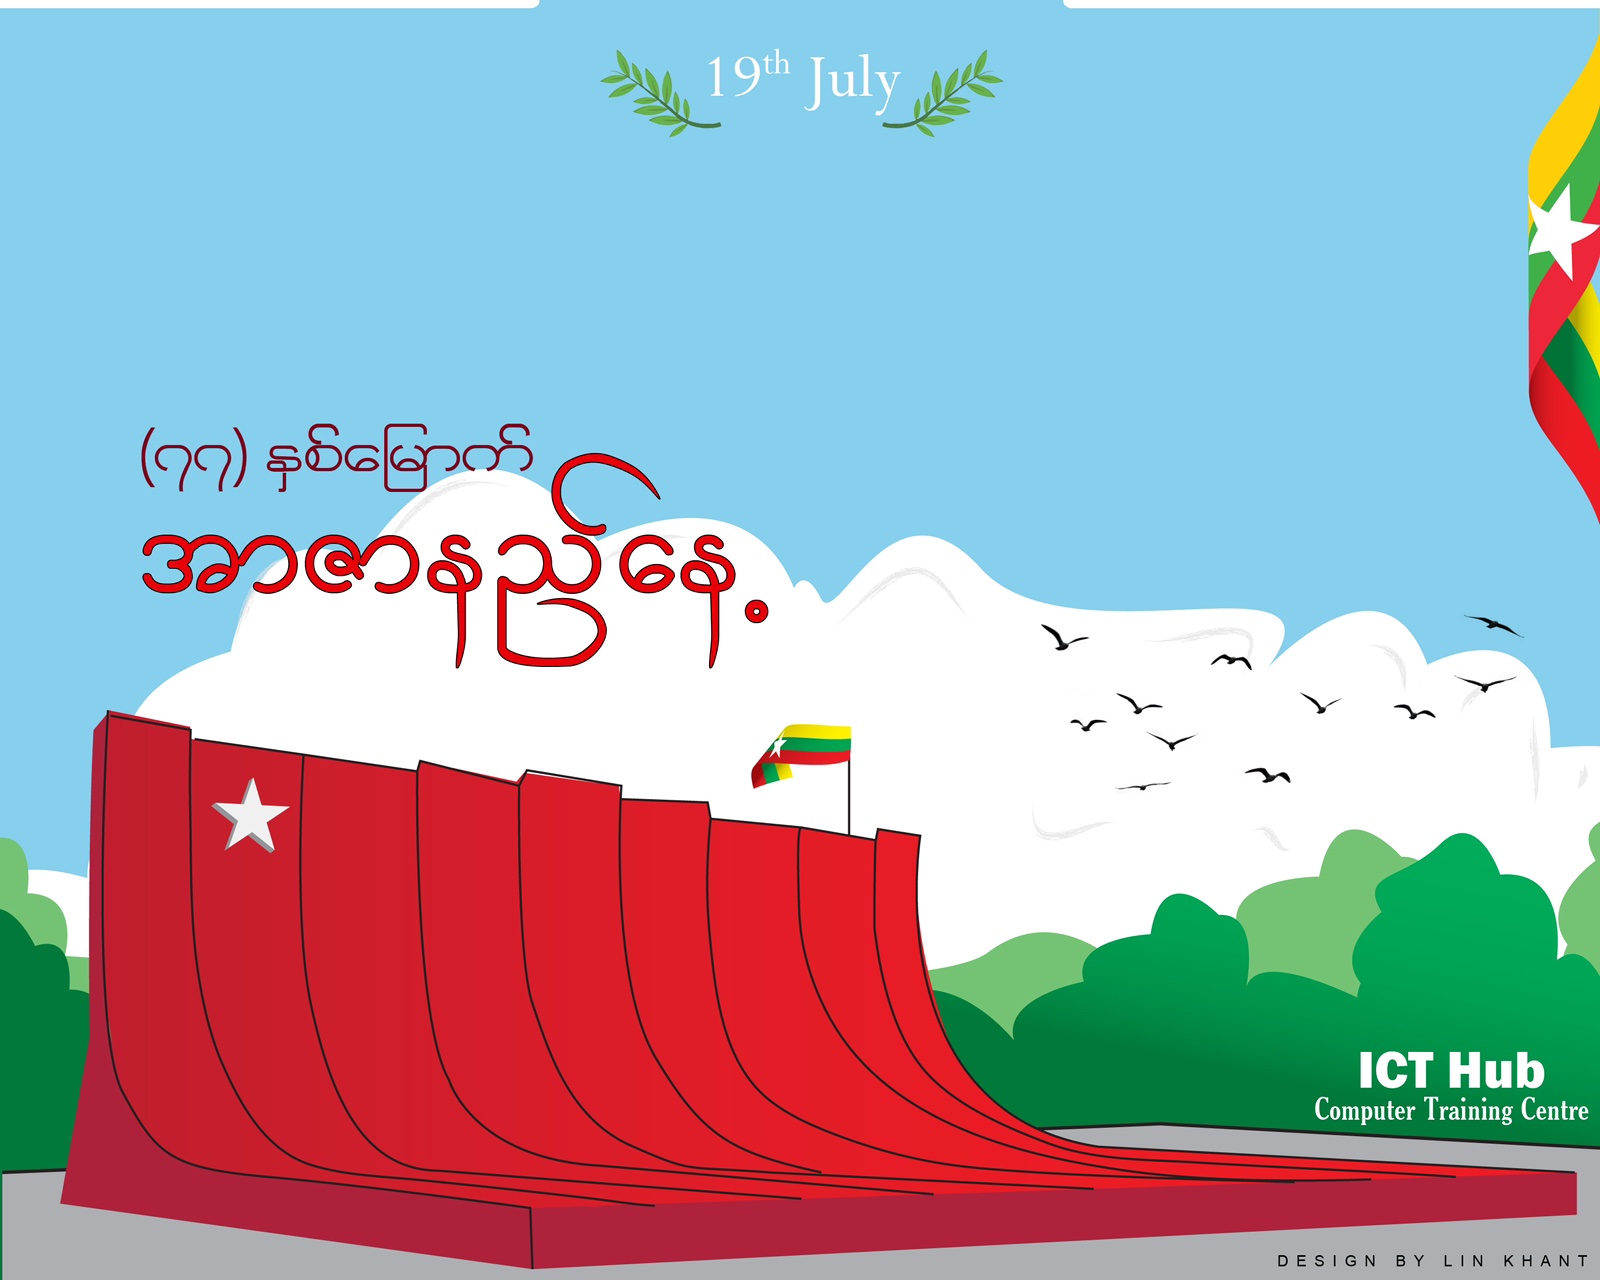 19th July
(၇၇) နှစ်မြောက်
အာဇာနည်နေ့
ICT Hub
Computer Training Centre
DESIGN BY LIN KHANT